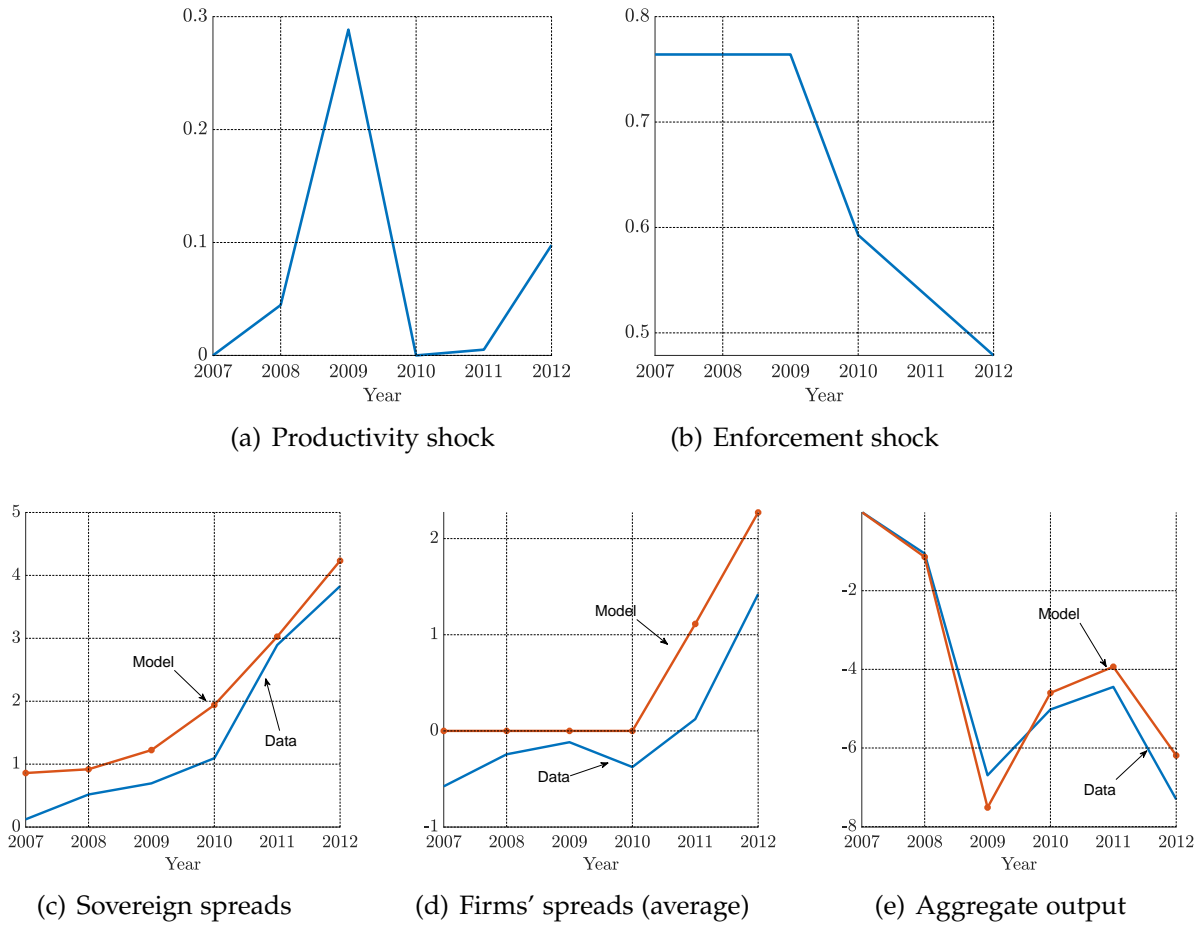 0.3
0.2
0.1
0
2007 2008 2009 2010 2011 2012
Year
(a) Productivity shock
0.8
0.7
0.6
0.5
2007 2008 2009 2010 2011 2012
Year
(b) Enforcement shock
5
4
3
2
1
0
Model
Data
2007 2008 2009 2010 2011 2012
Year
(c) Sovereign spreads
2
1
0
-1
Model
Data
2007 2008 2009 2010 2011 2012
Year
(d) Firms’ spreads (average)
-2
-4
-6
-8
Model
Data
2007 2008 2009 2010 2011 2012
Year
(e) Aggregate output